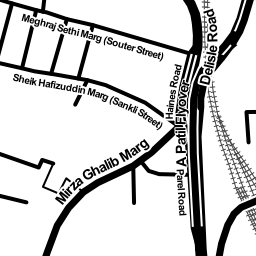 Meghraj Sethi Marg (Souter Street)
Delisle Road
Haines Road
Sheik Hafizuddin Marg (Sankli Street)
A Patil Flyover
Mirza Ghalib Marg
Parel Road